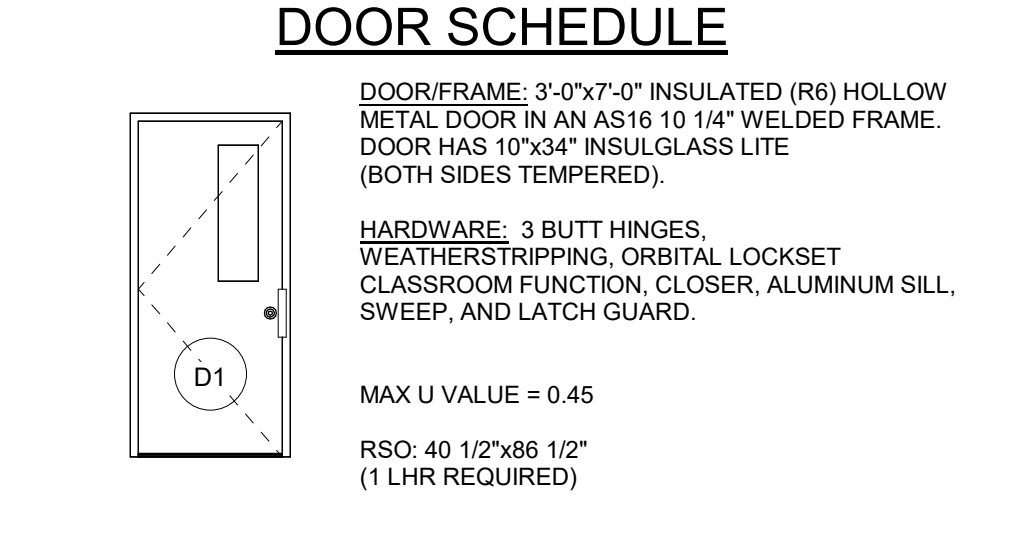 DOOR SCHEDULE
DOOR/FRAME: 3'-0"x7'-0" INSULATED (R6) HOLLOW
METAL DOOR IN AN AS16 10 1/4" WELDED FRAME.
DOOR HAS 10"x34" INSULGLASS LITE
(BOTH SIDES TEMPERED).
HARDWARE: 3 BUTT HINGES,
WEATHERSTRIPPING, ORBITAL LOCKSET
CLASSROOM FUNCTION, CLOSER, ALUMINUM SILL,
SWEEP, AND LATCH GUARD.
D1
MAX U VALUE = 0.45
RSO: 40 1/2"x86 1/2"
(1 LHR REQUIRED)